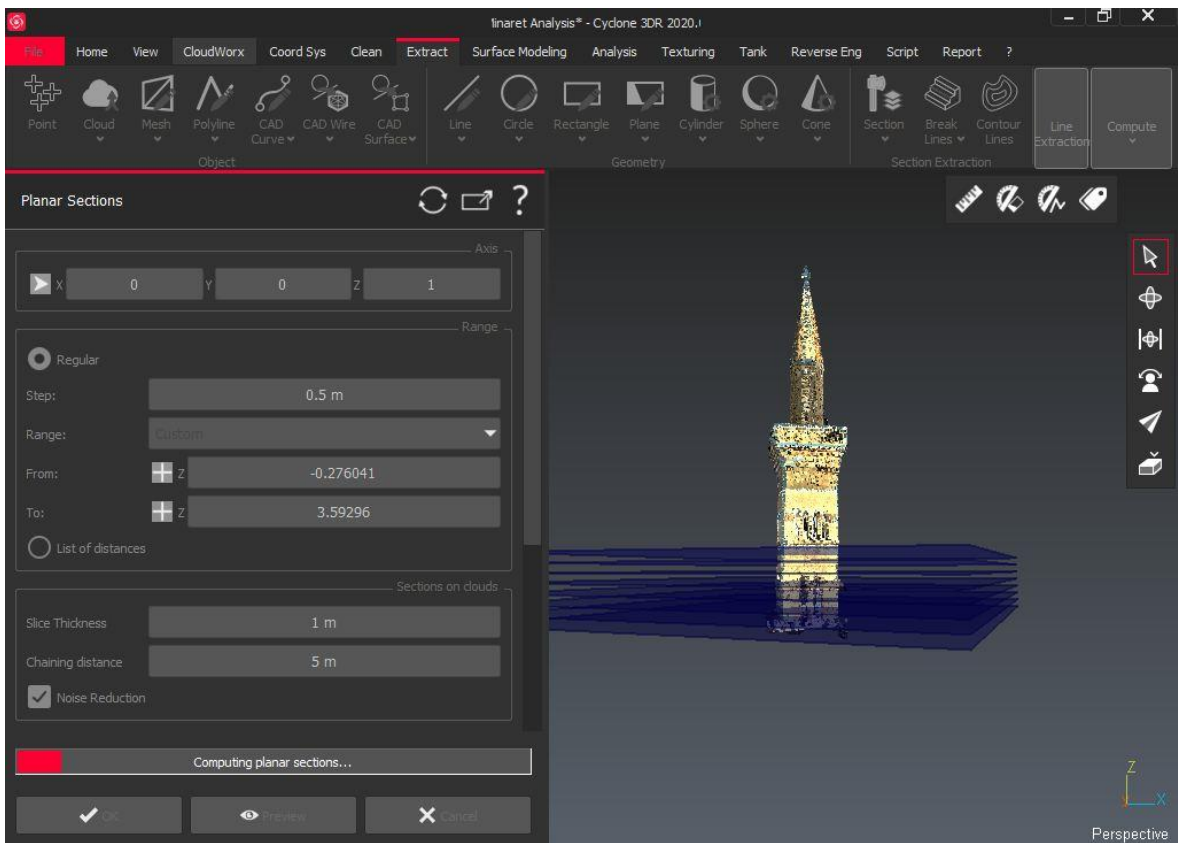 linaret Analysis* - Cyclone 3DR 2020.
File Home View CloudWorx Coord Sys Clean Extract Surface Modeling Analysis Texturing Tank Reverse Eng Script Report ?
Point Cloud Mesh Polyline CAD Curve CAD Wire CAD Surface Line Circle Rectangle Plane Cylinder Sphere Cone Section Break Lines Contour Lines Line Extraction Compute
Object Geometry Section Extraction
Planar Sections ?
Axis
X 0 Y 0 Z 1
Range
Regular
Step: 0.5 m
Range: Custom
From: Z -0.276041
To: Z 3.59296
List of distances
Sections on clouds
Slice Thickness 1 m
Chaining distance 5 m
Noise Reduction
Computing planar sections...
OK Preview Cancel
Z
y X
Perspective